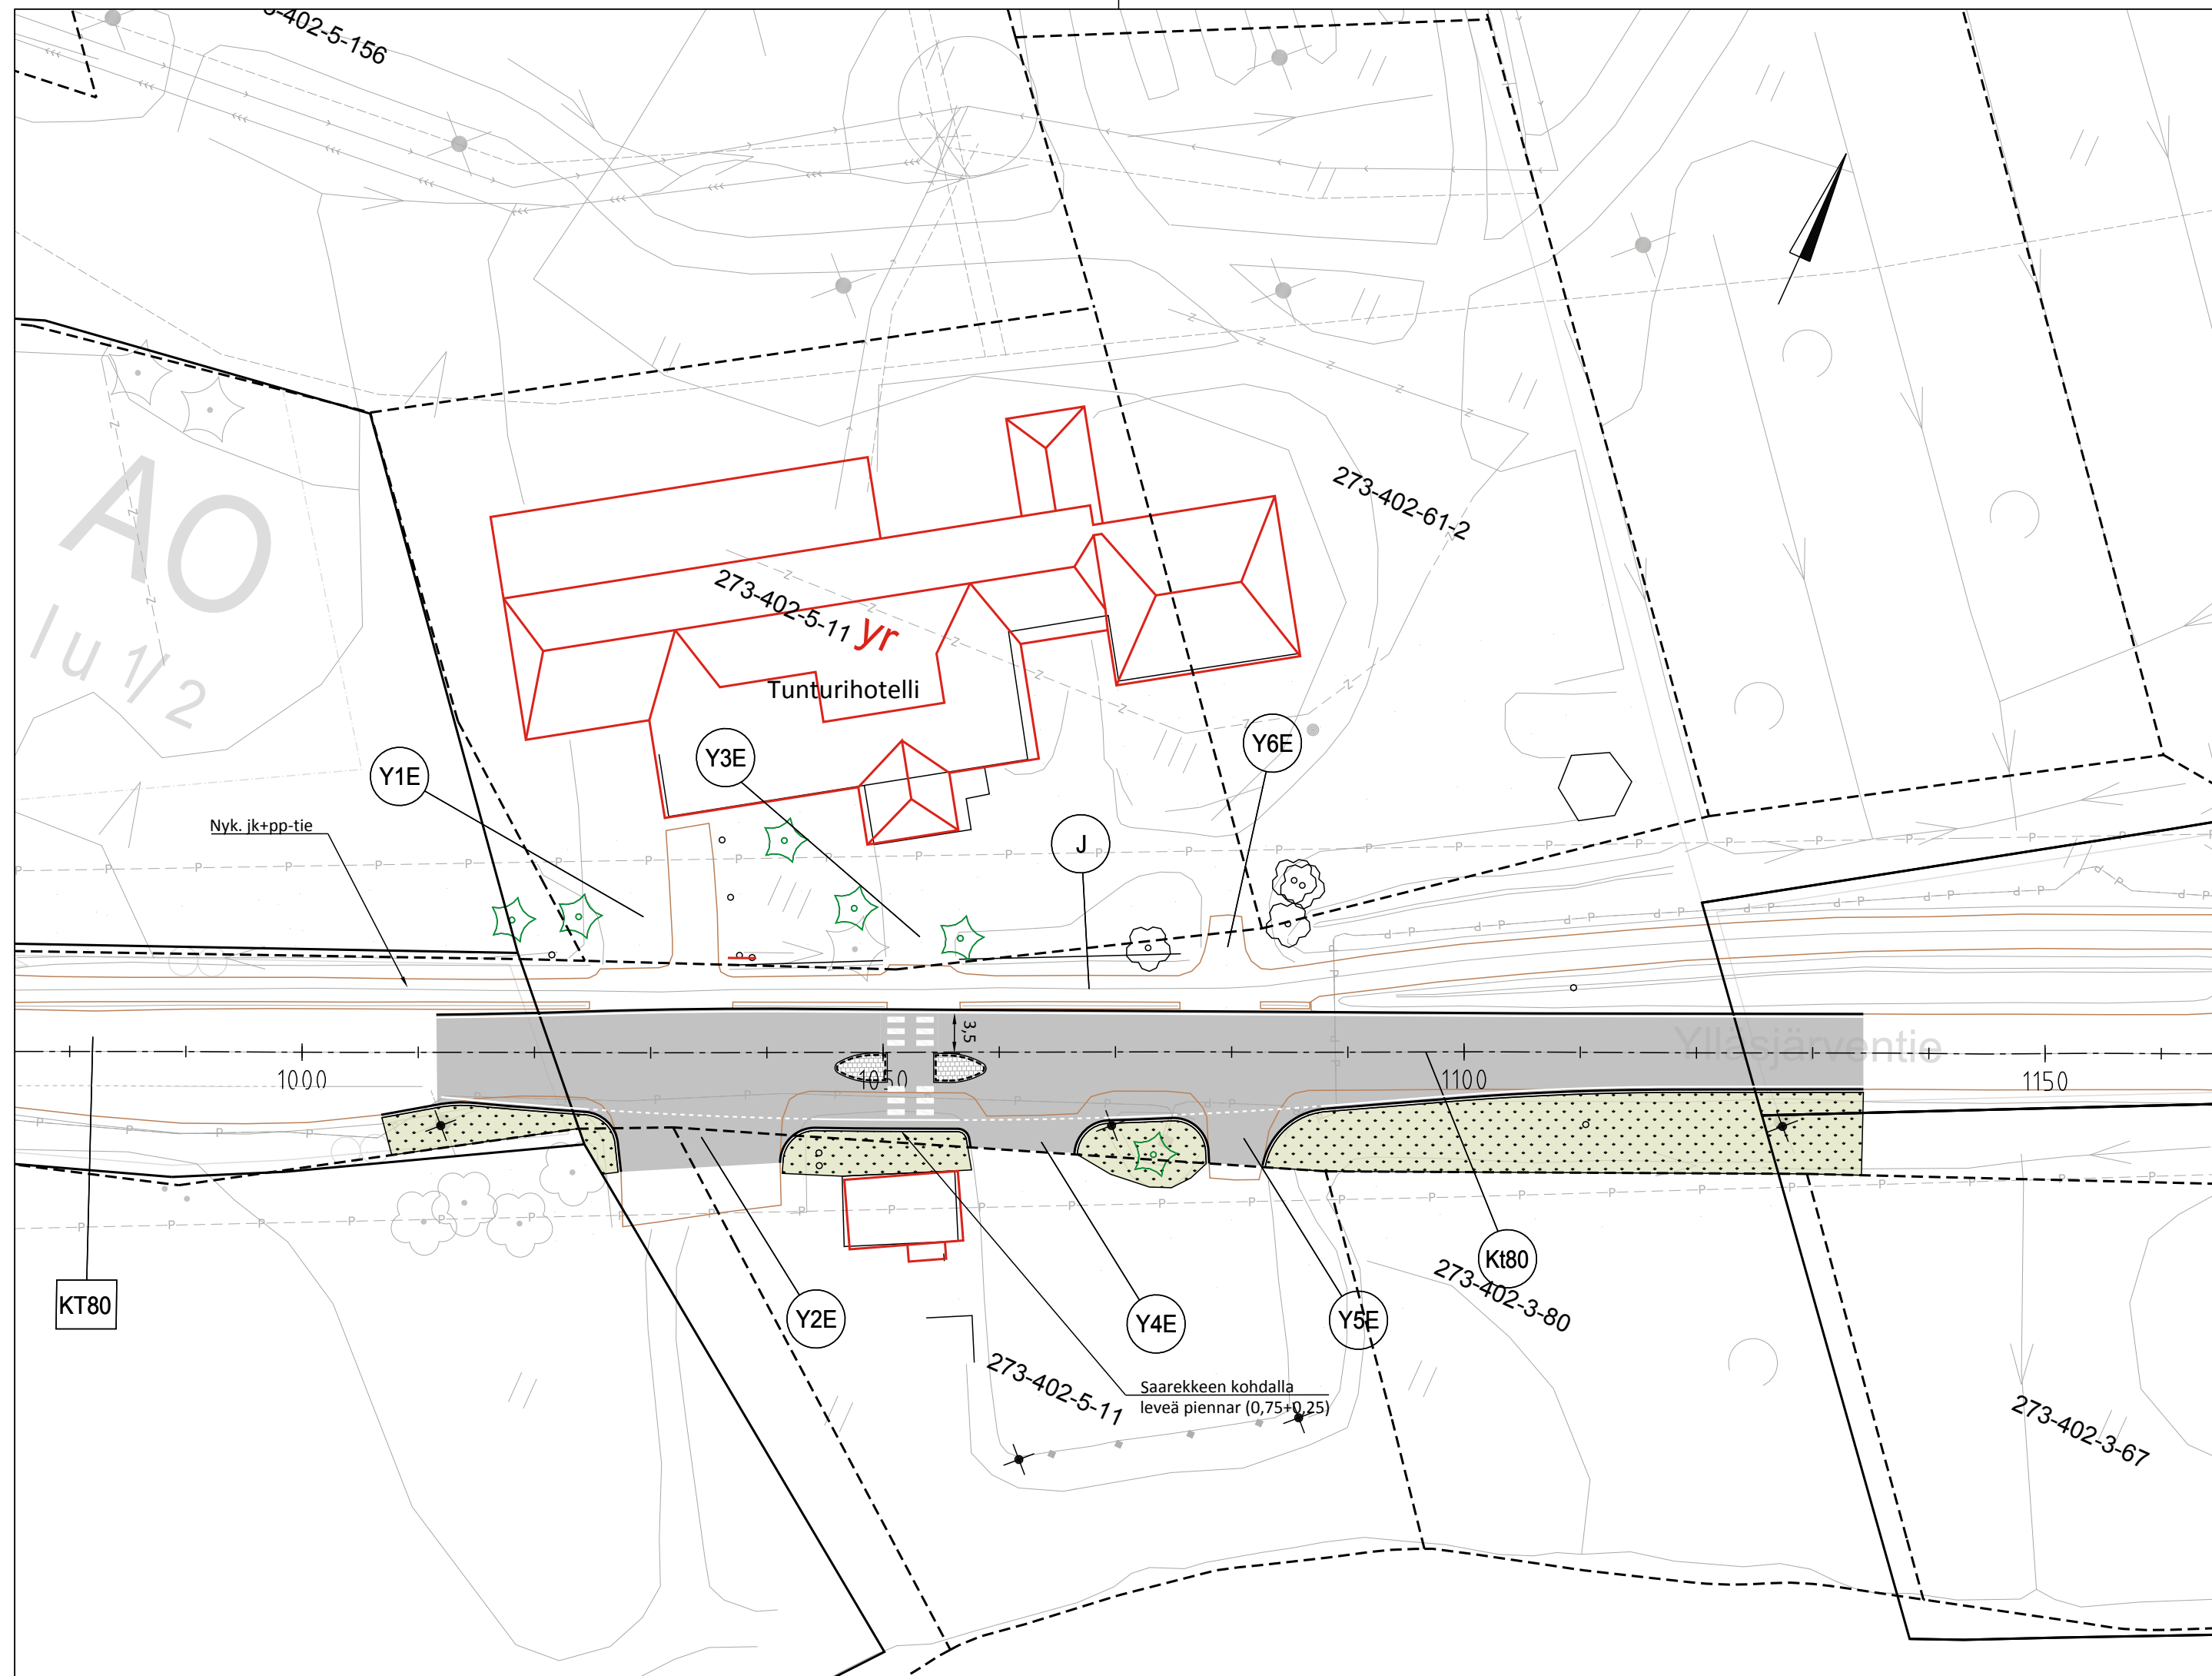 3-402-5-156
273-402-61-2
AO
lu 1/2
273-402-5-11 yr
Tunturihotelli
Y1E
Y3E
Y6E
Nyk. jk+pp-tie
J
3,5
Ylläsjärventie
1000
1050
1100
1150
KT80
Y2E
Y4E
Y5E
Kt80
273-402-3-80
273-402-5-11
Saarekkeen kohdalla
leveä piennar (0,75+0,25)
273-402-3-67